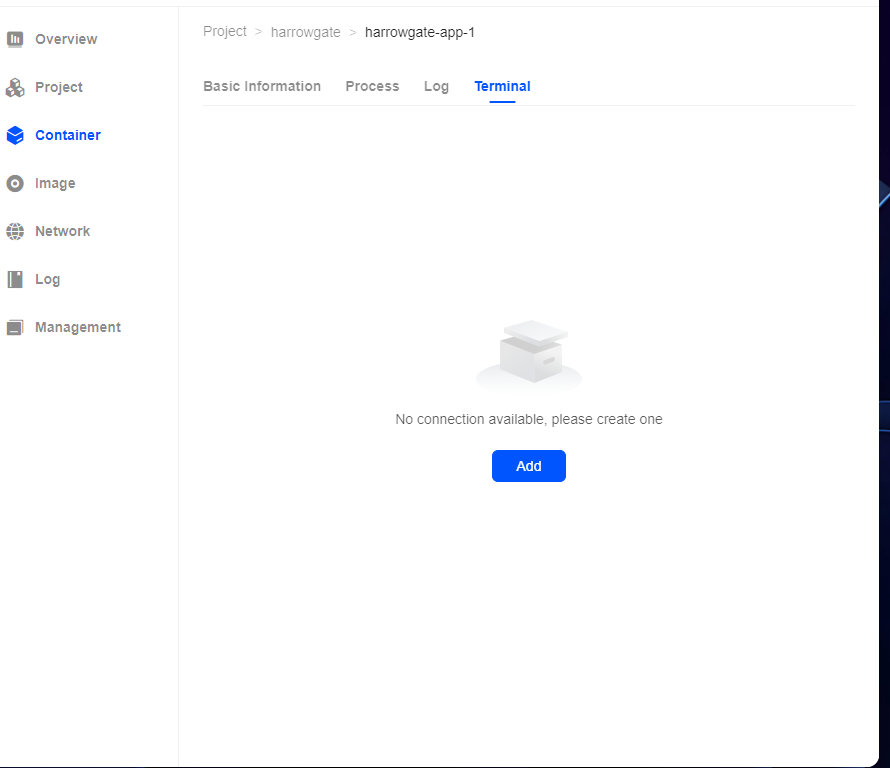 Project > harrowgate > harrowgate-app-1
Overview
Project
Container
Image
Network
Log
Management
Basic Information Process Log Terminal
No connection available, please create one
Add